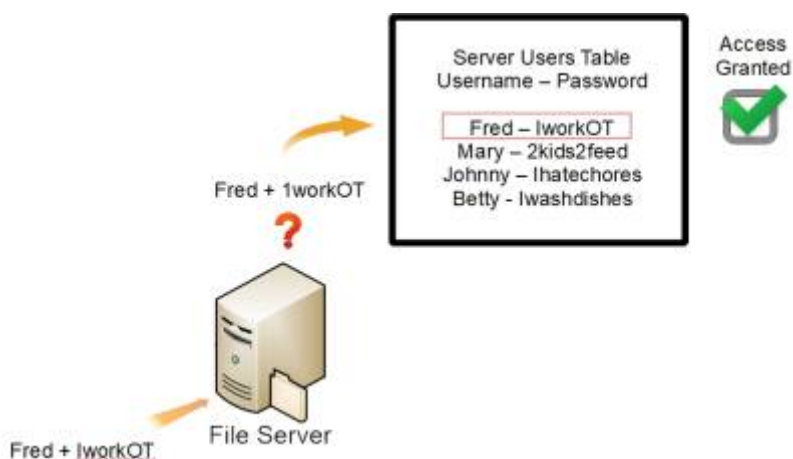 Server Users Table
Username – Password
Fred – IworkOT
Mary – 2kids2feed
Johnny – Ihatechores
Betty - Iwashdishes
Access
Granted
Fred + 1workOT
?
File Server
Fred + IworkOT